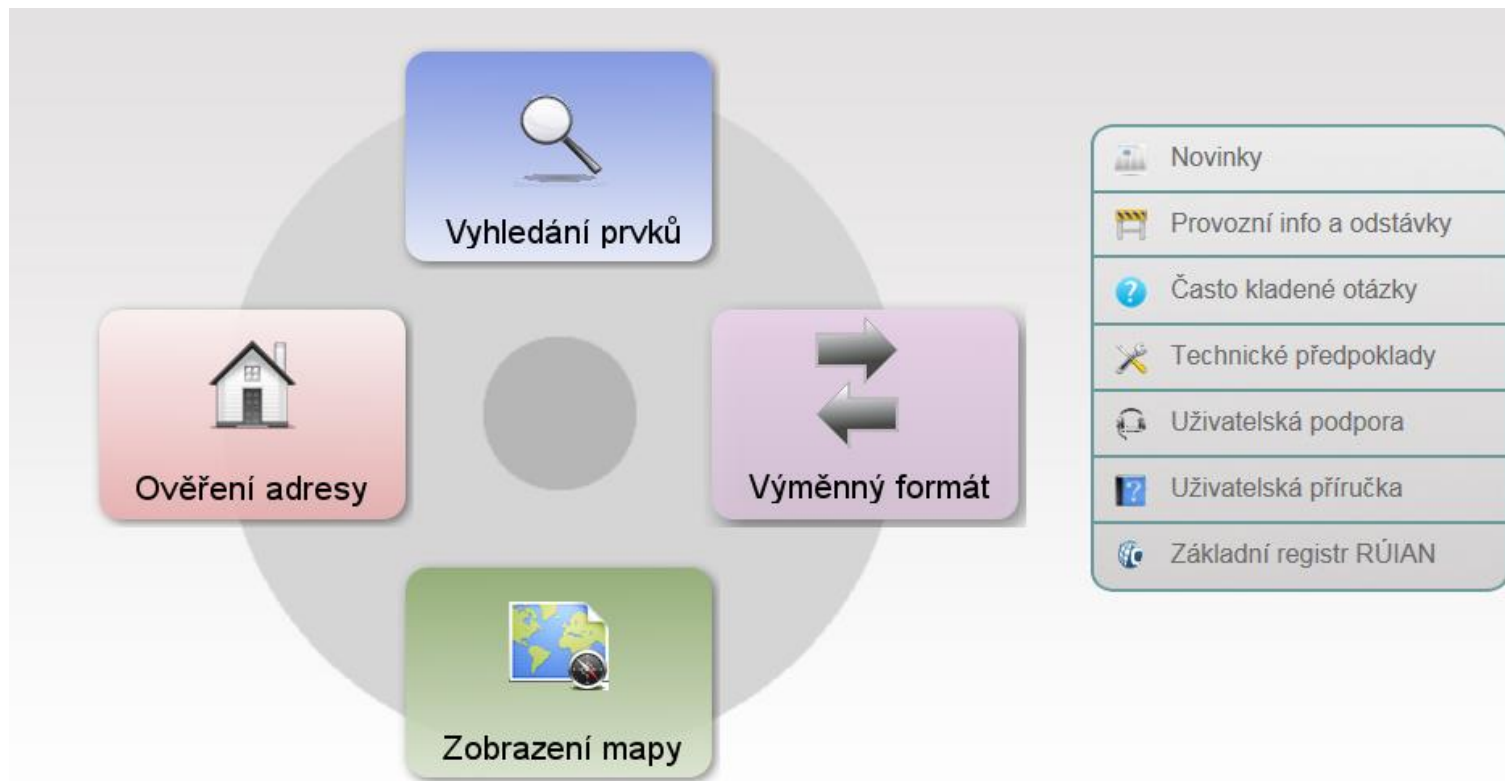 Vyhledání prvků
Ověření adresy
Výměnný formát
Zobrazení mapy
Novinky
Provozní info a odstávky
Často kladené otázky
Technické předpoklady
Uživatelská podpora
Uživatelská příručka
Základní registr RÚIAN